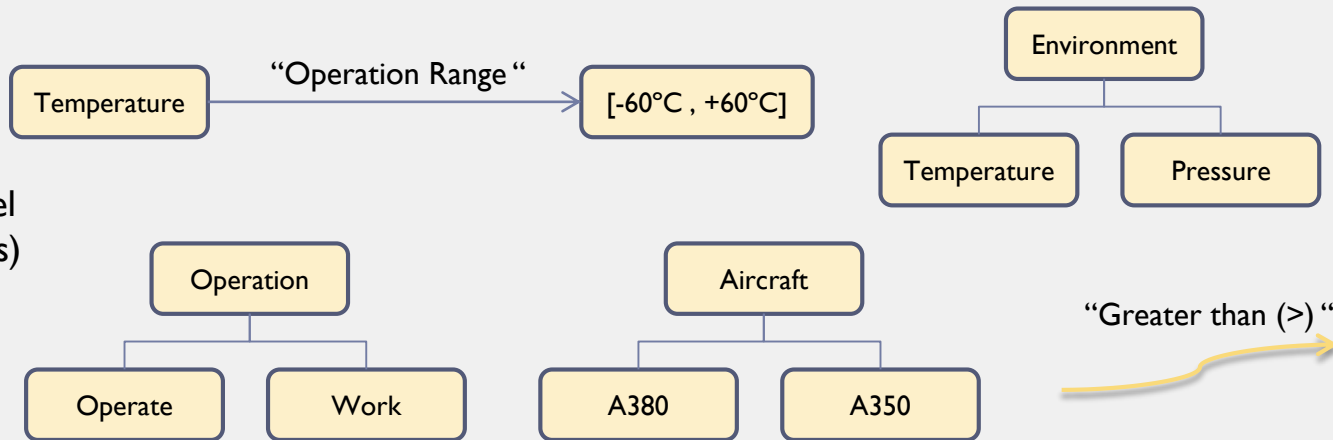 Environment
“Operation Range “
Temperature
[-60°C , +60°C]
Temperature
Pressure
el
s)
Operation
Aircraft
“Greater than (>) “
Operate
Work
A380
A350